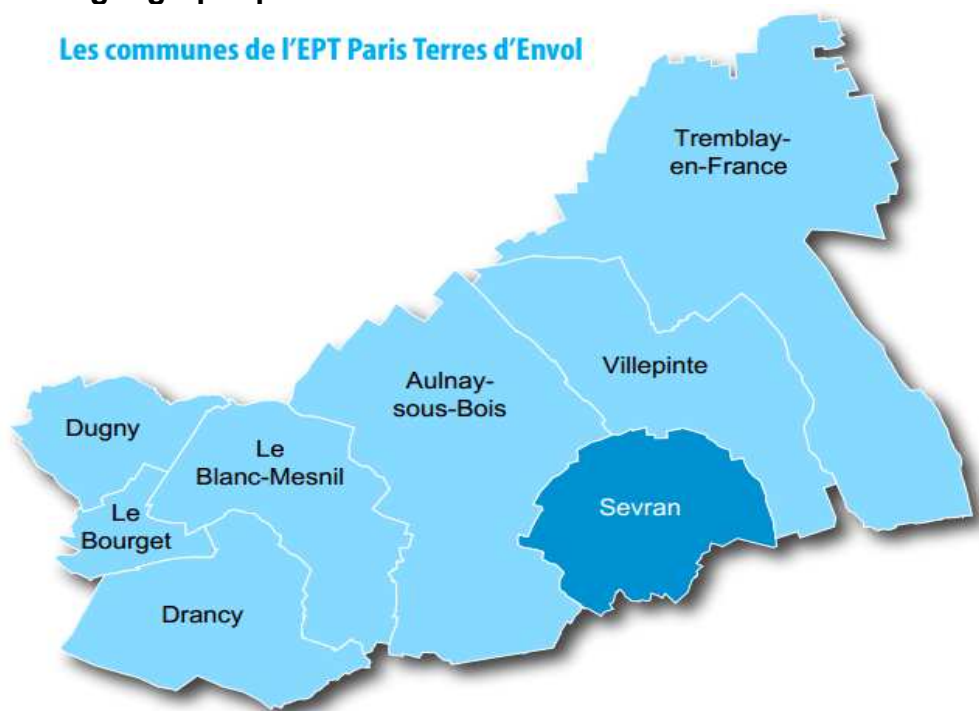 Les communes de l'EPT Paris Terres d'Envol
Tremblay-
en-France
Villepinte
Aulnay-
sous-Bois
Dugny
Le
Blanc-Mesnil
Sevran
Le
Bourget
Drancy